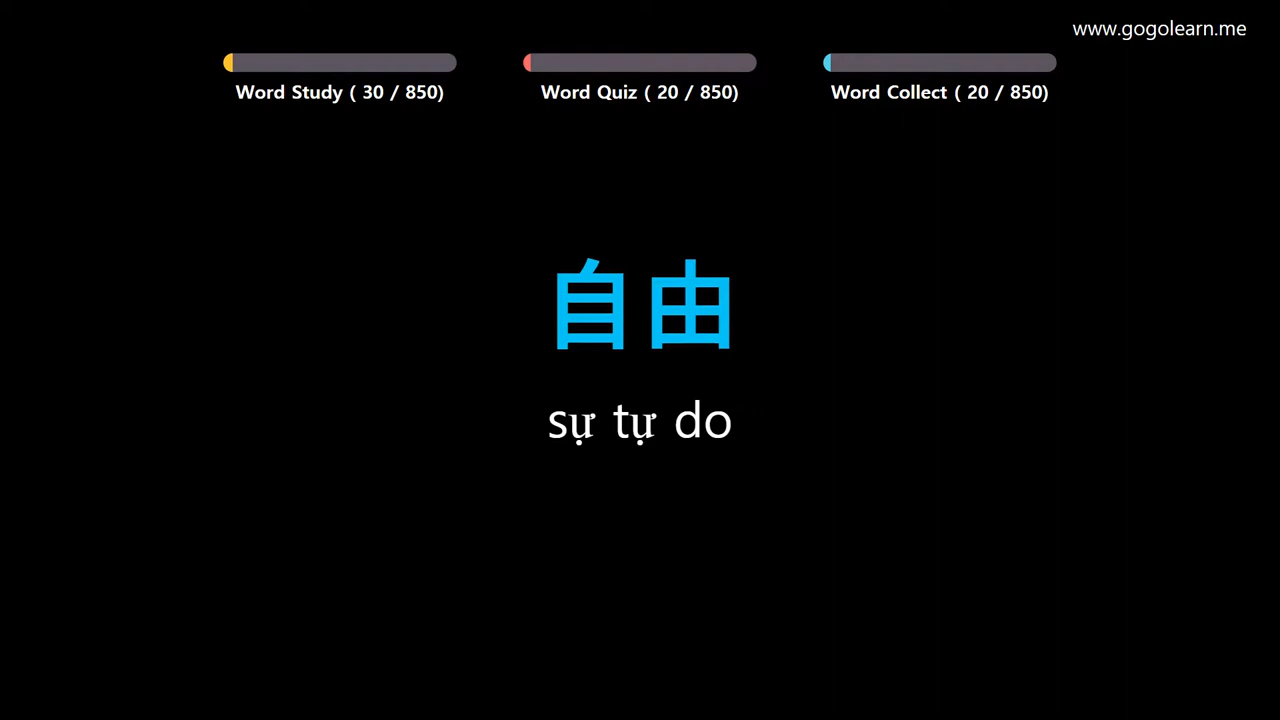 www.gogolearn.me
Word Study ( 30 / 850)
Word Quiz ( 20 / 850)
Word Collect ( 20 / 850)
自由
sự tự do